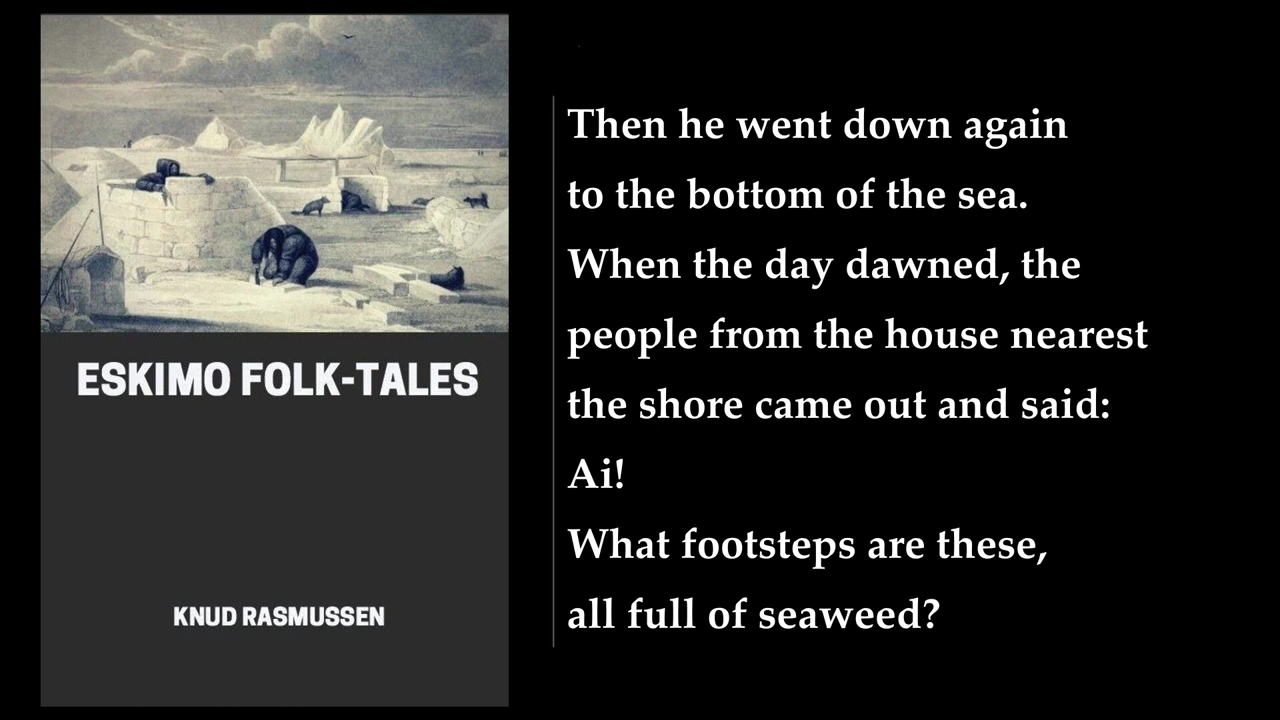 ESKIMO FOLK-TALES
KNUD RASMUSSEN
Then he went down again
to the bottom of the sea.
When the day dawned, the
people from the house nearest
the shore came out and said:
Ai!
What footsteps are these,
all full of seaweed?